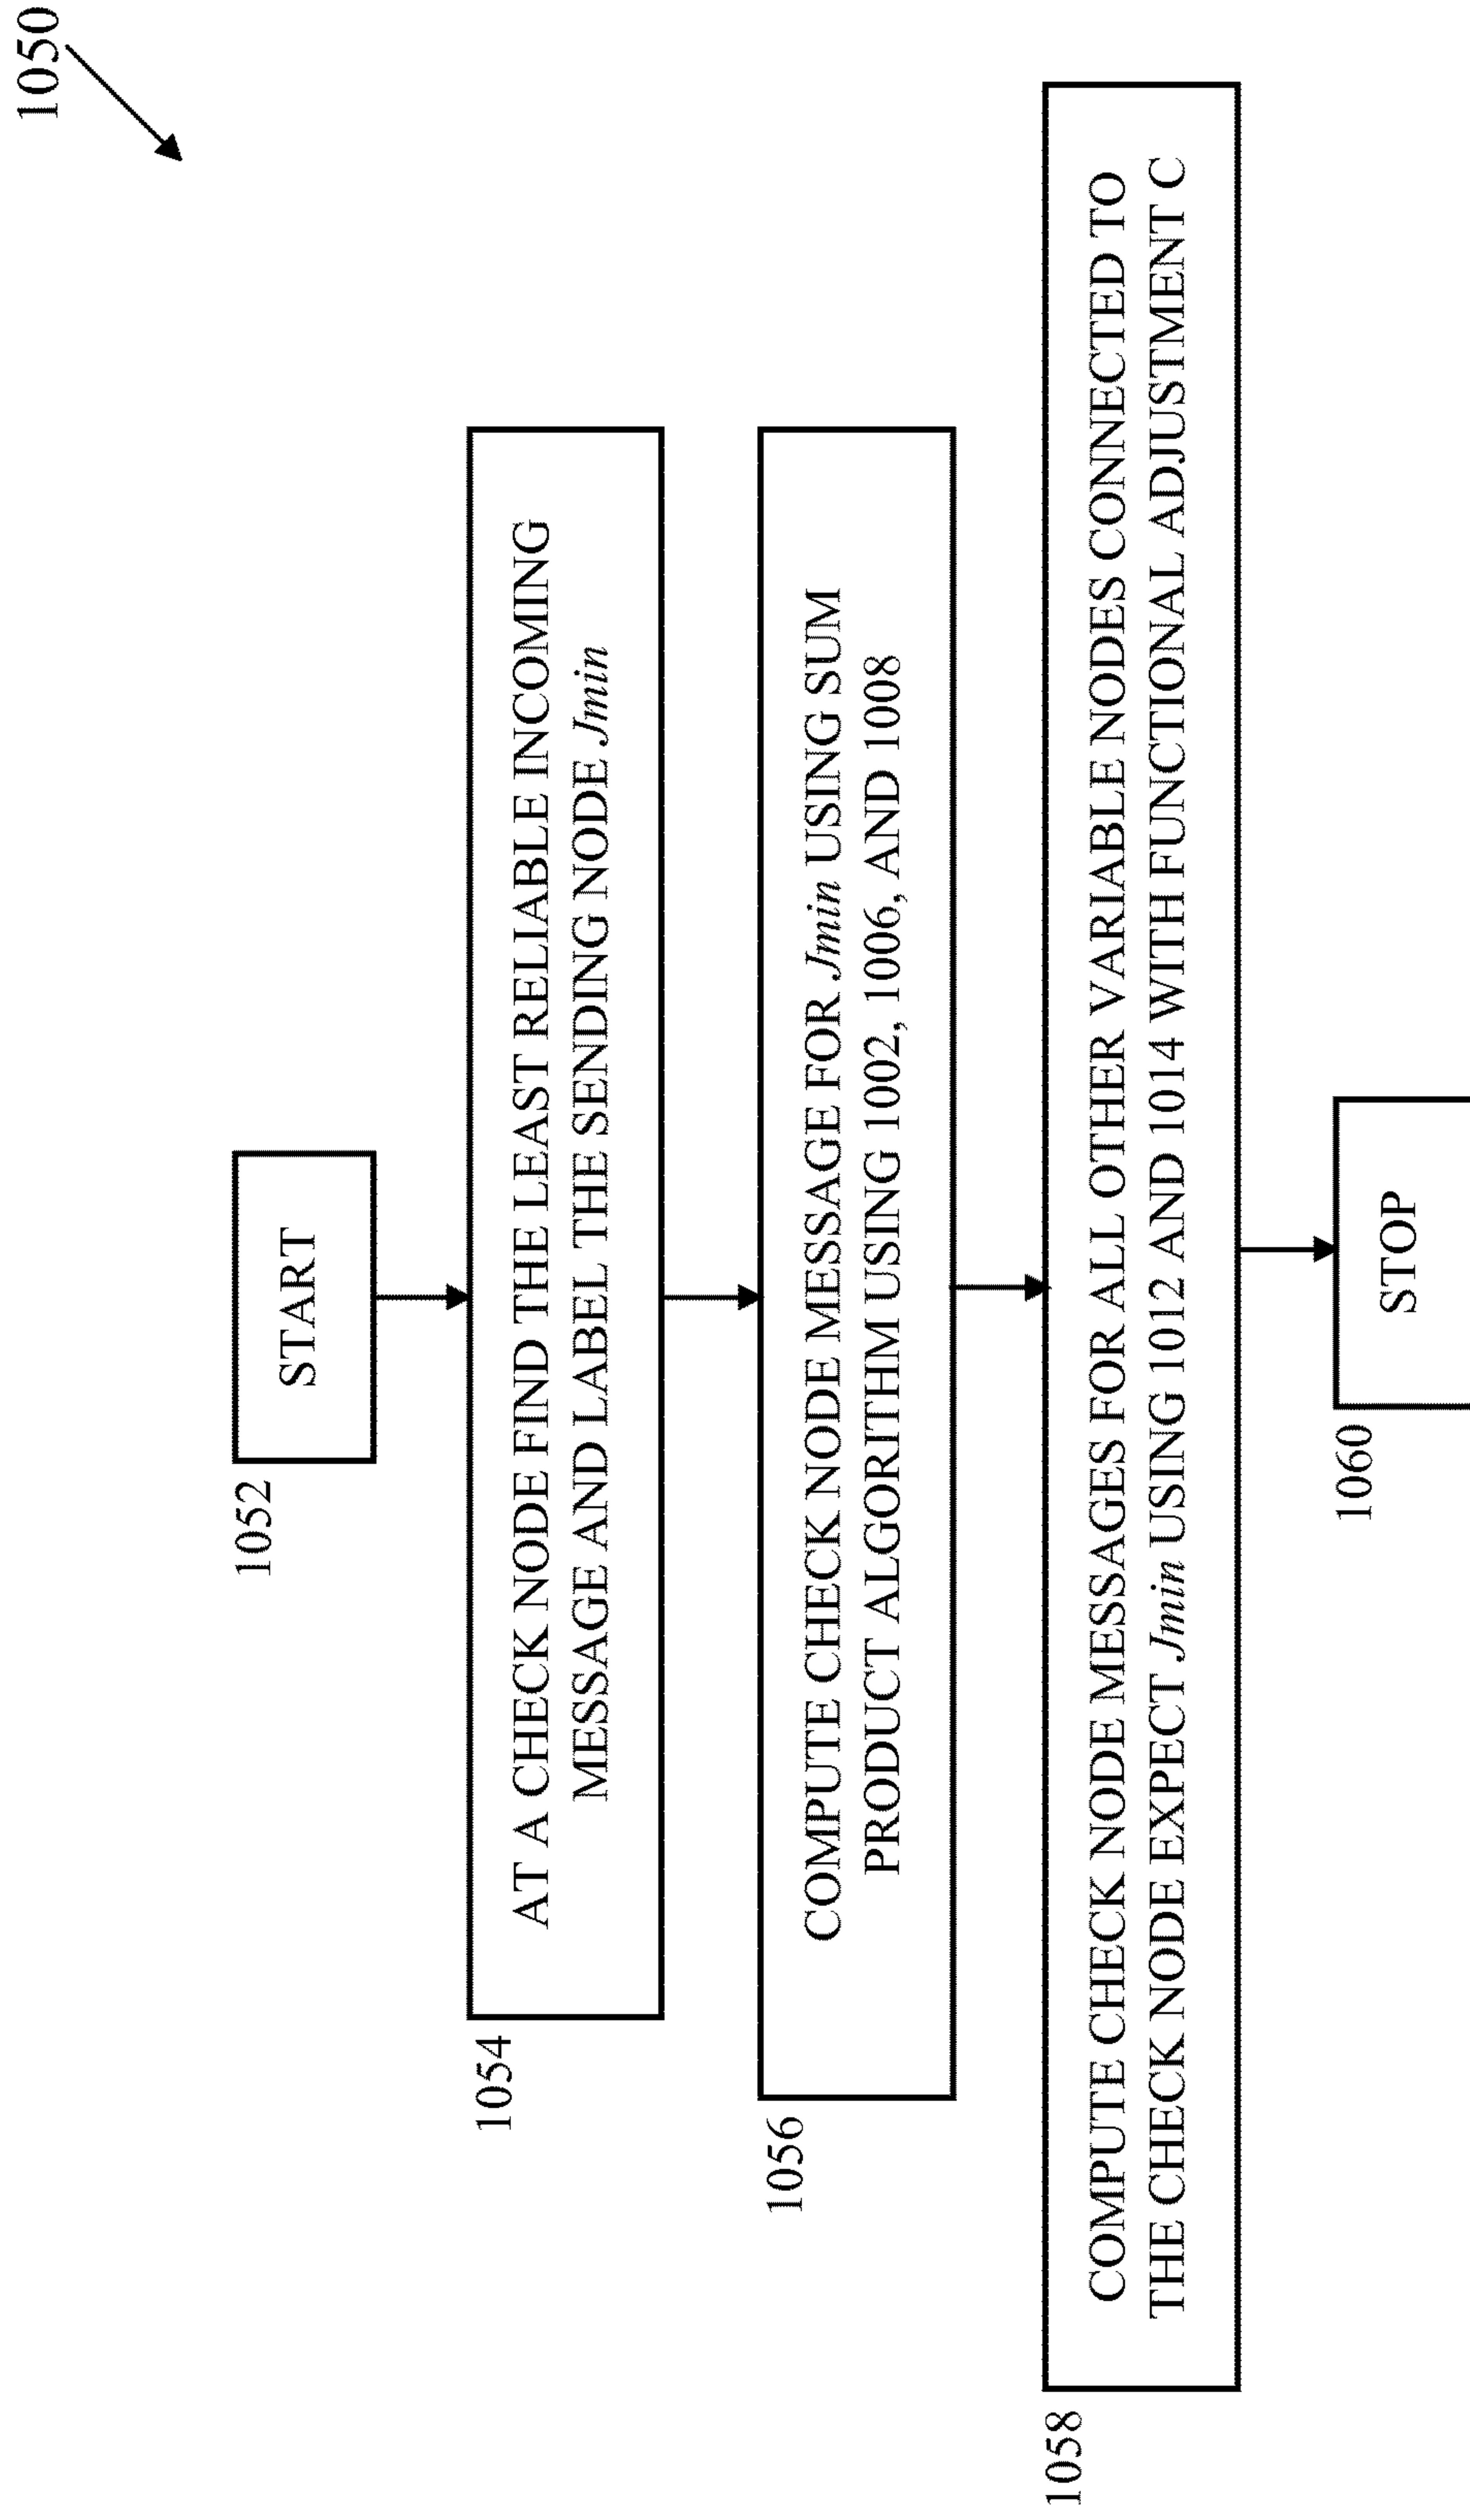 1050
1052
START
1054
AT A CHECK NODE FIND THE LEAST RELIABLE INCOMING
MESSAGE AND LABEL THE SENDING NODE Jmin
1056
COMPUTE CHECK NODE MESSAGE FOR Jmin USING SUM
PRODUCT ALGORITHM USING 1002, 1006, AND 1008
1058
COMPUTE CHECK NODE MESSAGES FOR ALL OTHER VARIABLE NODES CONNECTED TO
THE CHECK NODE EXPECT Jmin USING 1012 AND 1014 WITH FUNCTIONAL ADJUSTMENT C
1060
STOP